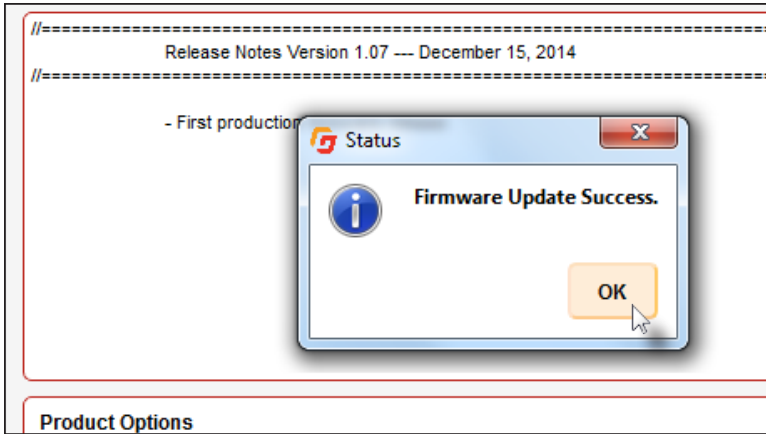 //==========================================================================
Release Notes Version 1.07 --- December 15, 2014
//==========================================================================
- First production
Status
Firmware Update Success.
OK
Product Options